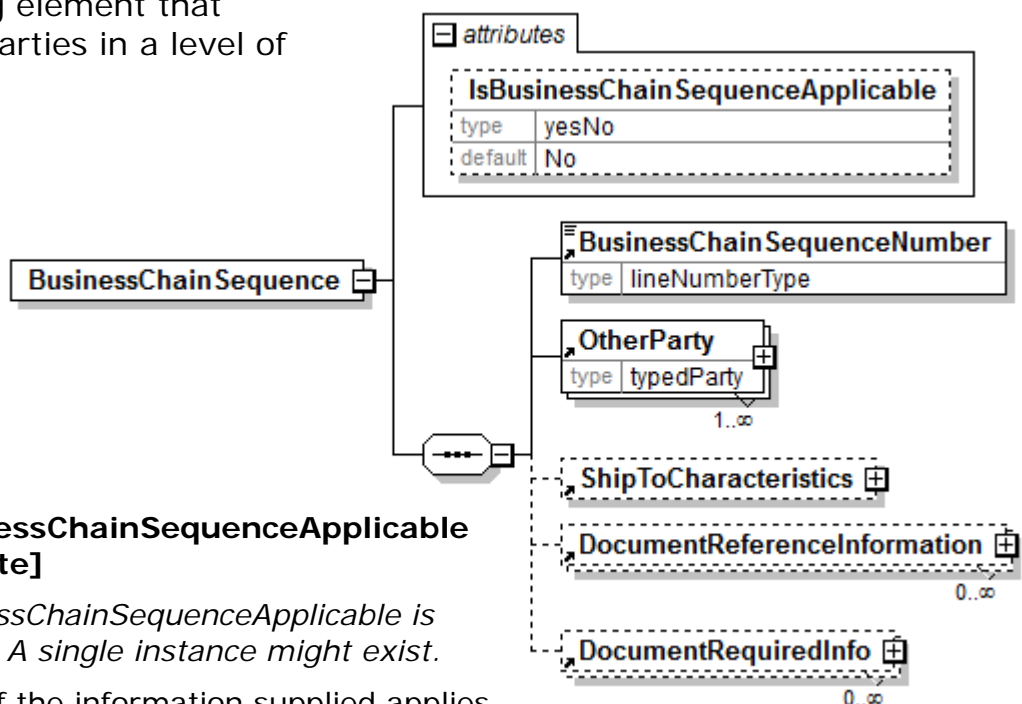 element that
arties in a level of
attributes
IsBusinessChainSequenceApplicable
type yesNo
default No
BusinessChainSequence
BusinessChainSequenceNumber
type lineNumberType
OtherParty
type typedParty
1..∞
ShipToCharacteristics
DocumentReferenceInformation
0..∞
DocumentRequiredInfo
0..∞
essChainSequenceApplicable
te]
ssChainSequenceApplicable is
A single instance might exist.
f the information supplied applies